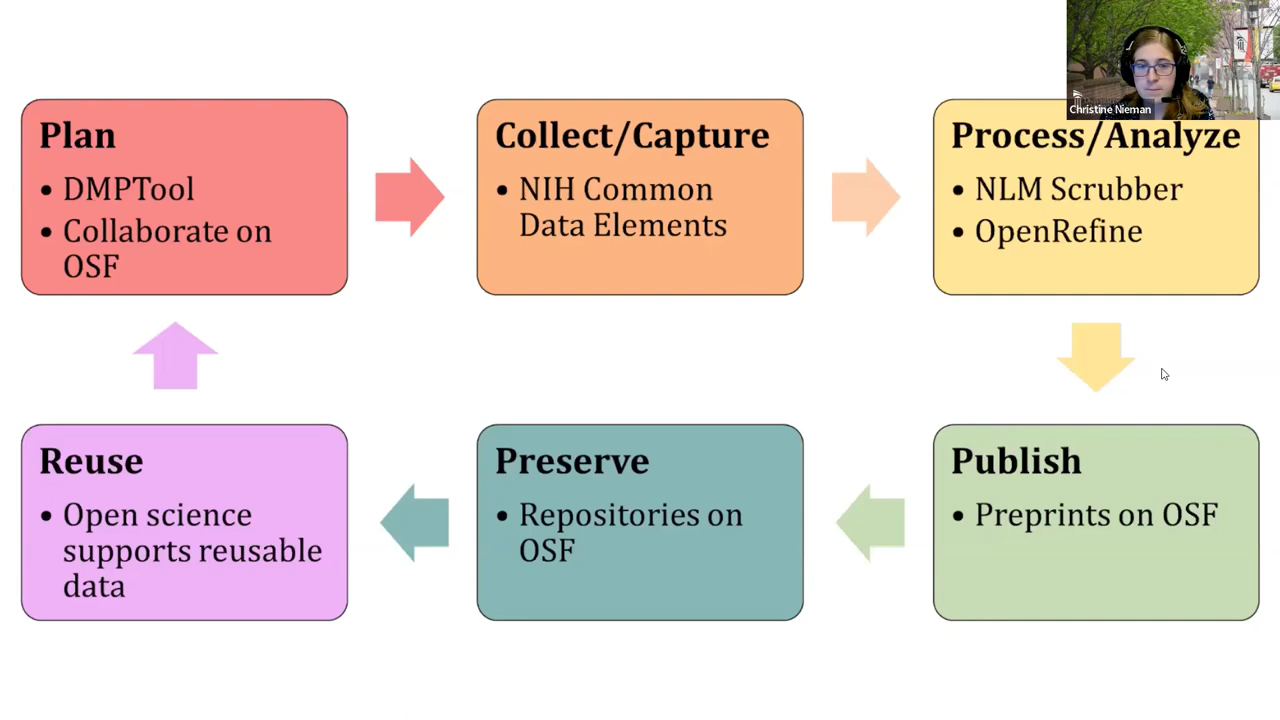 Christine Nieman
Plan
• DMPTool
• Collaborate on
OSF
Collect/Capture
• NIH Common
Data Elements
Process/Analyze
• NLM Scrubber
• OpenRefine
Publish
• Preprints on OSF
Preserve
• Repositories on
OSF
Reuse
• Open science
supports reusable
data